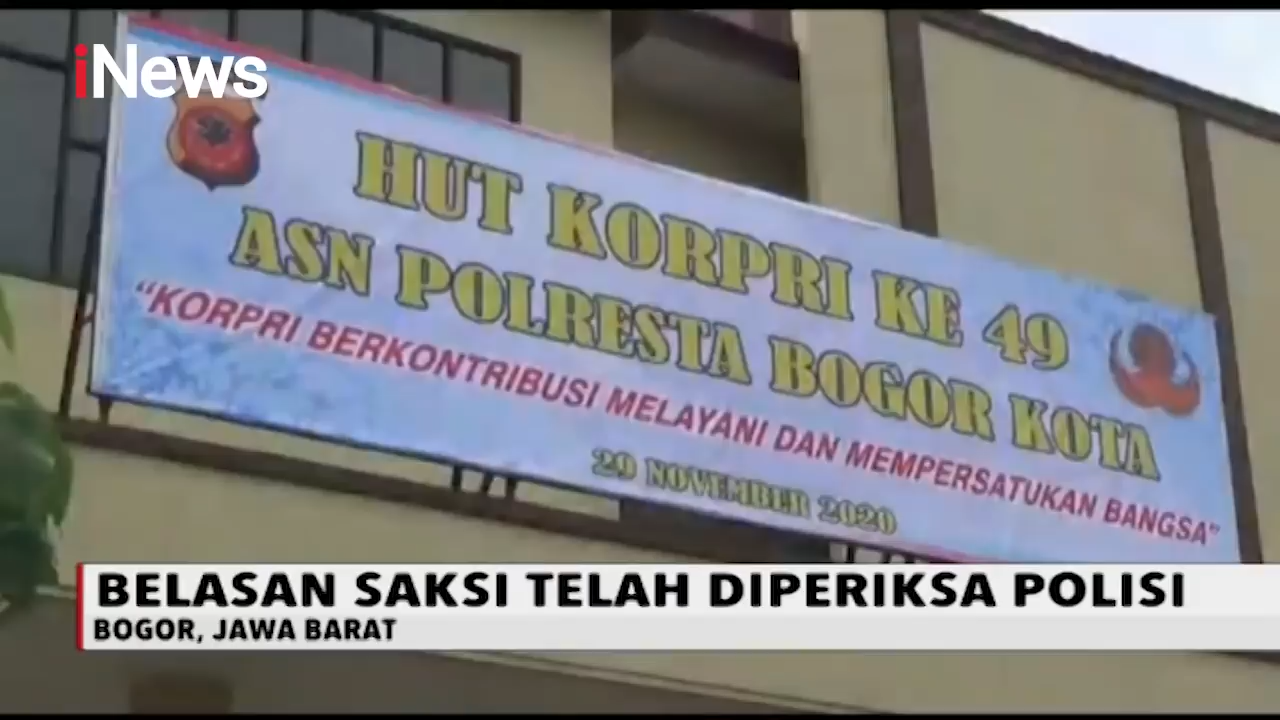 iNews
HUT KORPRI KE 49
ASN POLRESTA BOGOR KOTA
"KORPRI BERKONTRIBUSI MELAYANI DAN MEMPERSATUKAN BANGSA"
29 NOVEMBER 2020
BELASAN SAKSI TELAH DIPERIKSA POLISI
BOGOR, JAWA BARAT